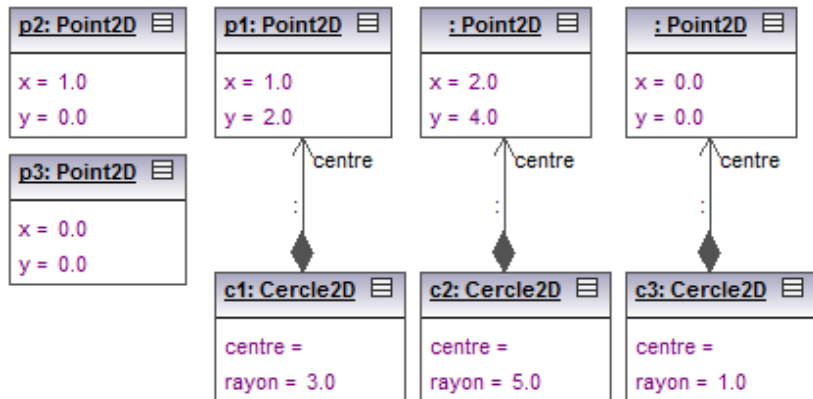 p2: Point2D
x = 1.0
y = 0.0
p1: Point2D
x = 1.0
y = 2.0
: Point2D
x = 2.0
y = 4.0
: Point2D
x = 0.0
y = 0.0
p3: Point2D
x = 0.0
y = 0.0
centre
:
centre
:
centre
:
c1: Cercle2D
centre =
rayon = 3.0
c2: Cercle2D
centre =
rayon = 5.0
c3: Cercle2D
centre =
rayon = 1.0